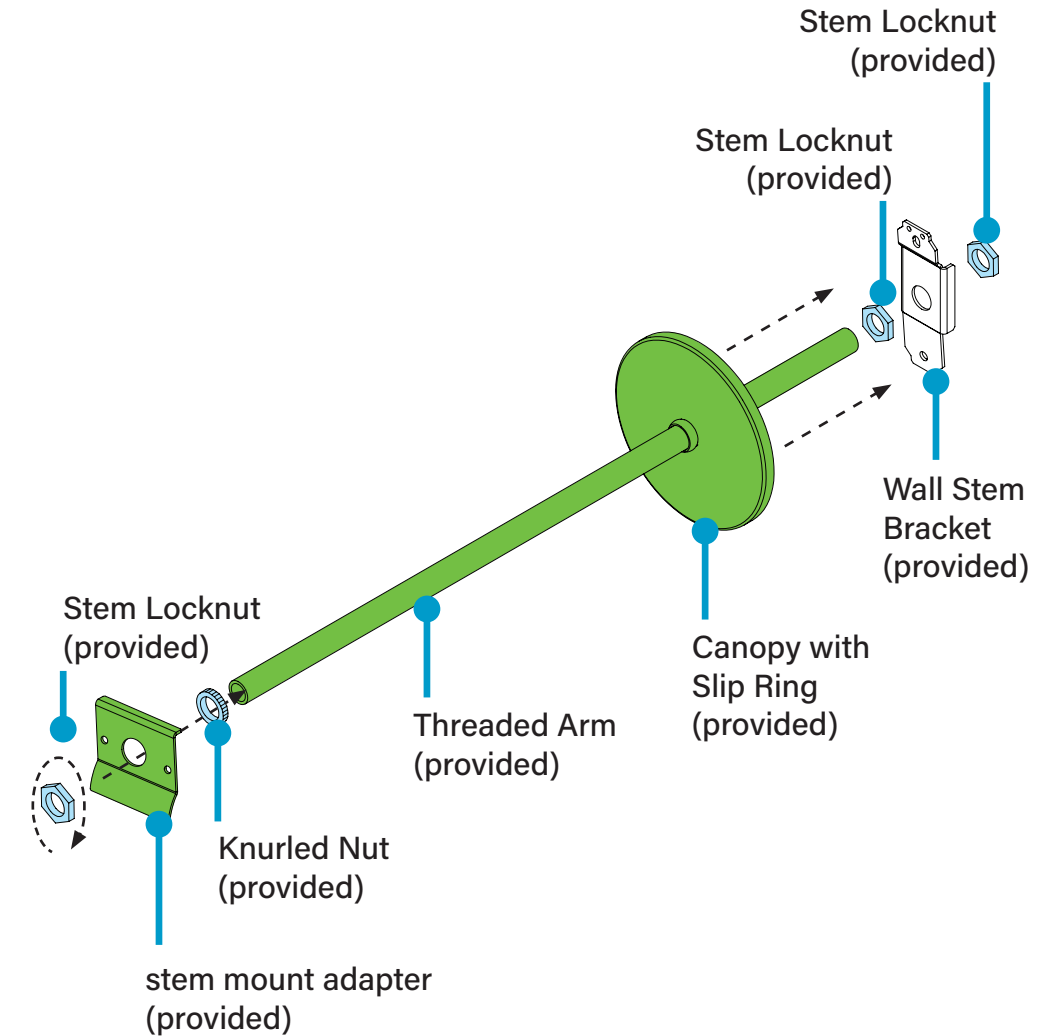 Stem Locknut
(provided)
Stem Locknut
(provided)
Wall Stem
Bracket
(provided)
Stem Locknut
(provided)
Canopy with
Slip Ring
(provided)
Threaded Arm
(provided)
Knurled Nut
(provided)
stem mount adapter
(provided)